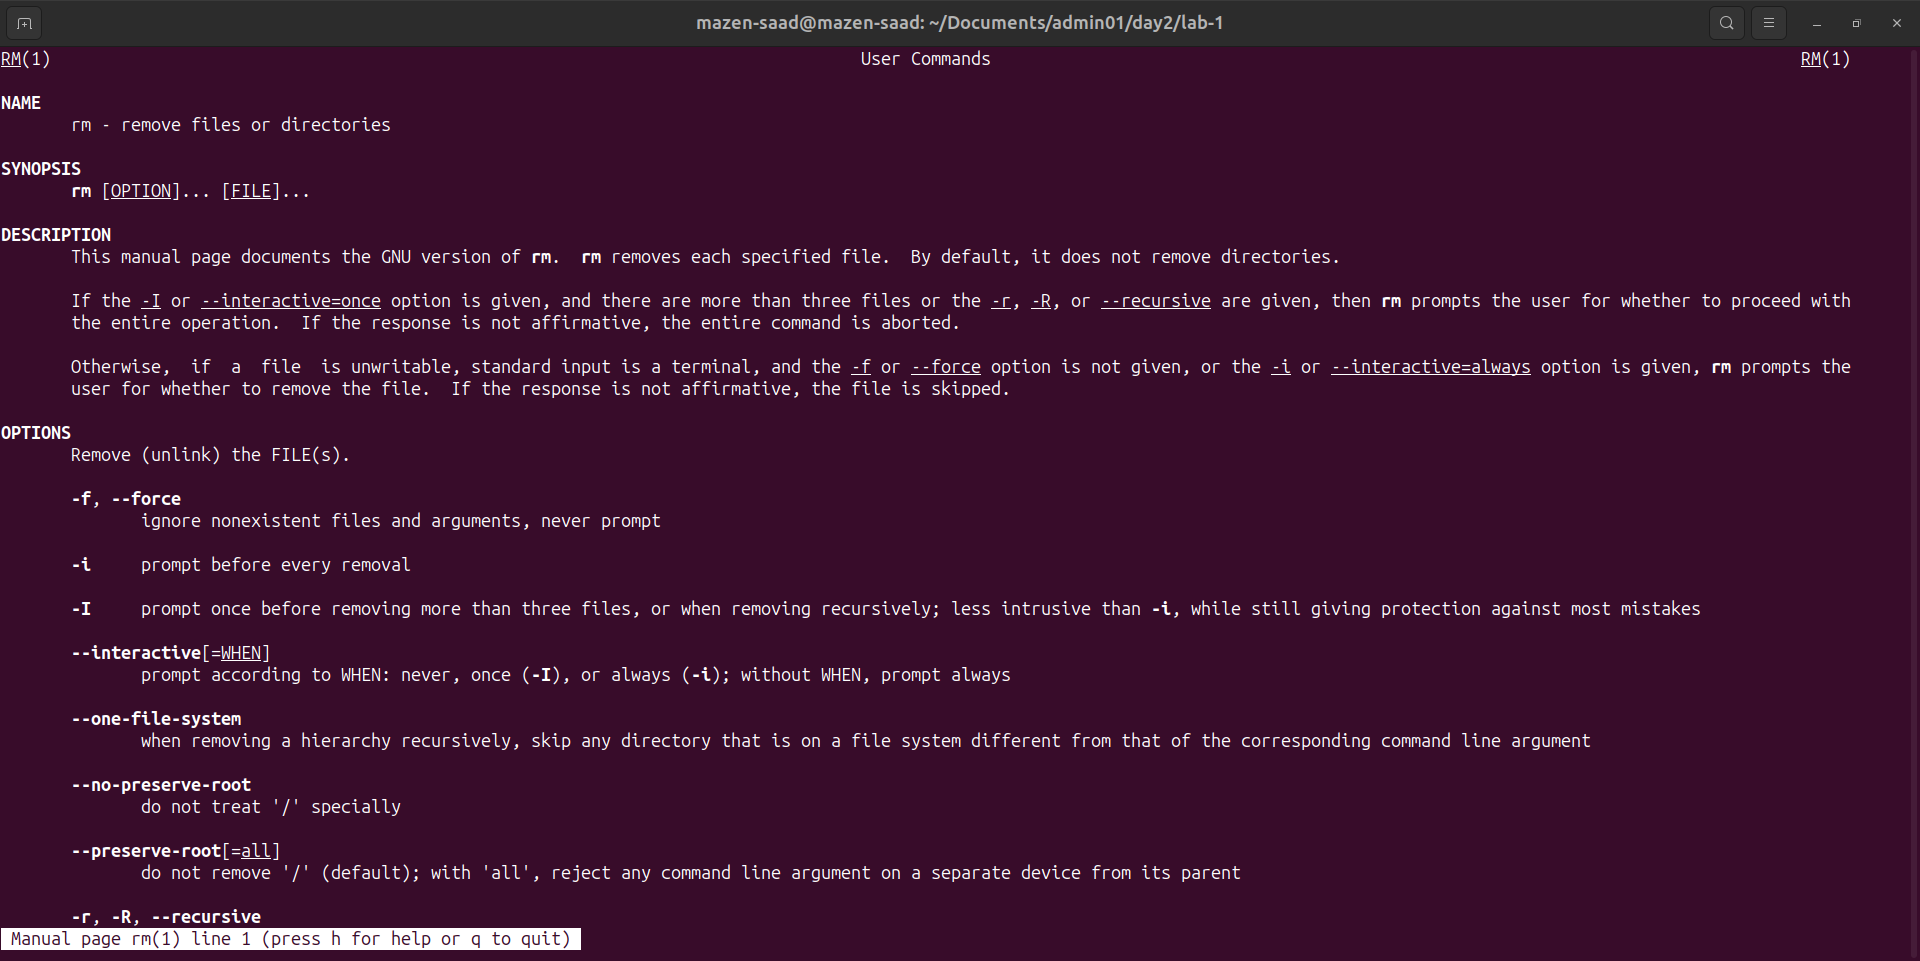 mazen-saad@mazen-saad: ~/Documents/admin01/day2/lab-1
RM(1) User Commands RM(1)
NAME
rm - remove files or directories
SYNOPSIS
rm [OPTION]... [FILE]...
DESCRIPTION
This manual page documents the GNU version of rm.  rm removes each specified file.  By default, it does not remove directories.
If the -I or --interactive=once option is given, and there are more than three files or the -r, -R, or --recursive are given, then rm prompts the user for whether to proceed with
the entire operation.  If the response is not affirmative, the entire command is aborted.
Otherwise,  if  a  file  is unwritable, standard input is a terminal, and the -f or --force option is not given, or the -i or --interactive=always option is given, rm prompts the
user for whether to remove the file.  If the response is not affirmative, the file is skipped.
OPTIONS
Remove (unlink) the FILE(s).
-f, --force
ignore nonexistent files and arguments, never prompt
-i     prompt before every removal
-I     prompt once before removing more than three files, or when removing recursively; less intrusive than -i, while still giving protection against most mistakes
--interactive[=WHEN]
prompt according to WHEN: never, once (-I), or always (-i); without WHEN, prompt always
--one-file-system
when removing a hierarchy recursively, skip any directory that is on a file system different from that of the corresponding command line argument
--no-preserve-root
do not treat '/' specially
--preserve-root[=all]
do not remove '/' (default); with 'all', reject any command line argument on a separate device from its parent
-r, -R, --recursive
Manual page rm(1) line 1 (press h for help or q to quit)